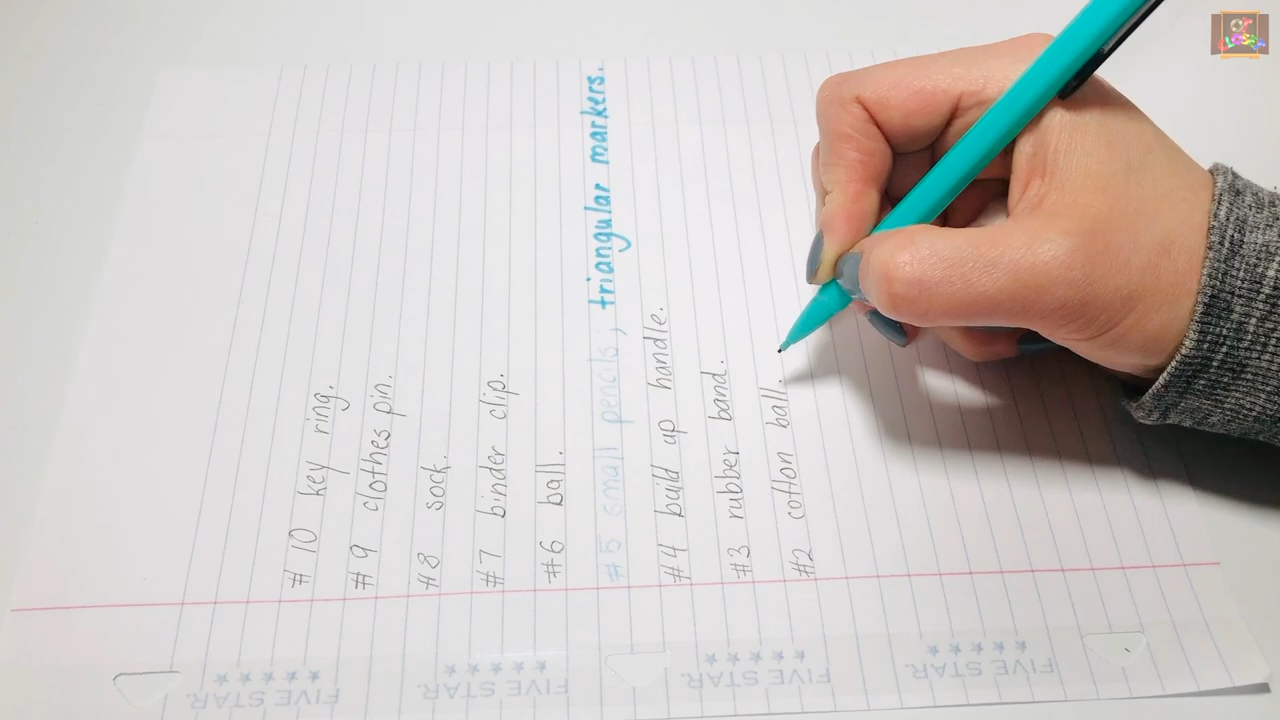 #10 key ring.
#9 clothes pin.
#8 sock.
#7 binder clip.
#6 ball.
#5 small pencils; triangular markers.
#4 build up handle.
#3 rubber band.
#2 cotton ball.
FIVE STAR.
FIVE STAR.
FIVE STAR.
FIVE STAR.